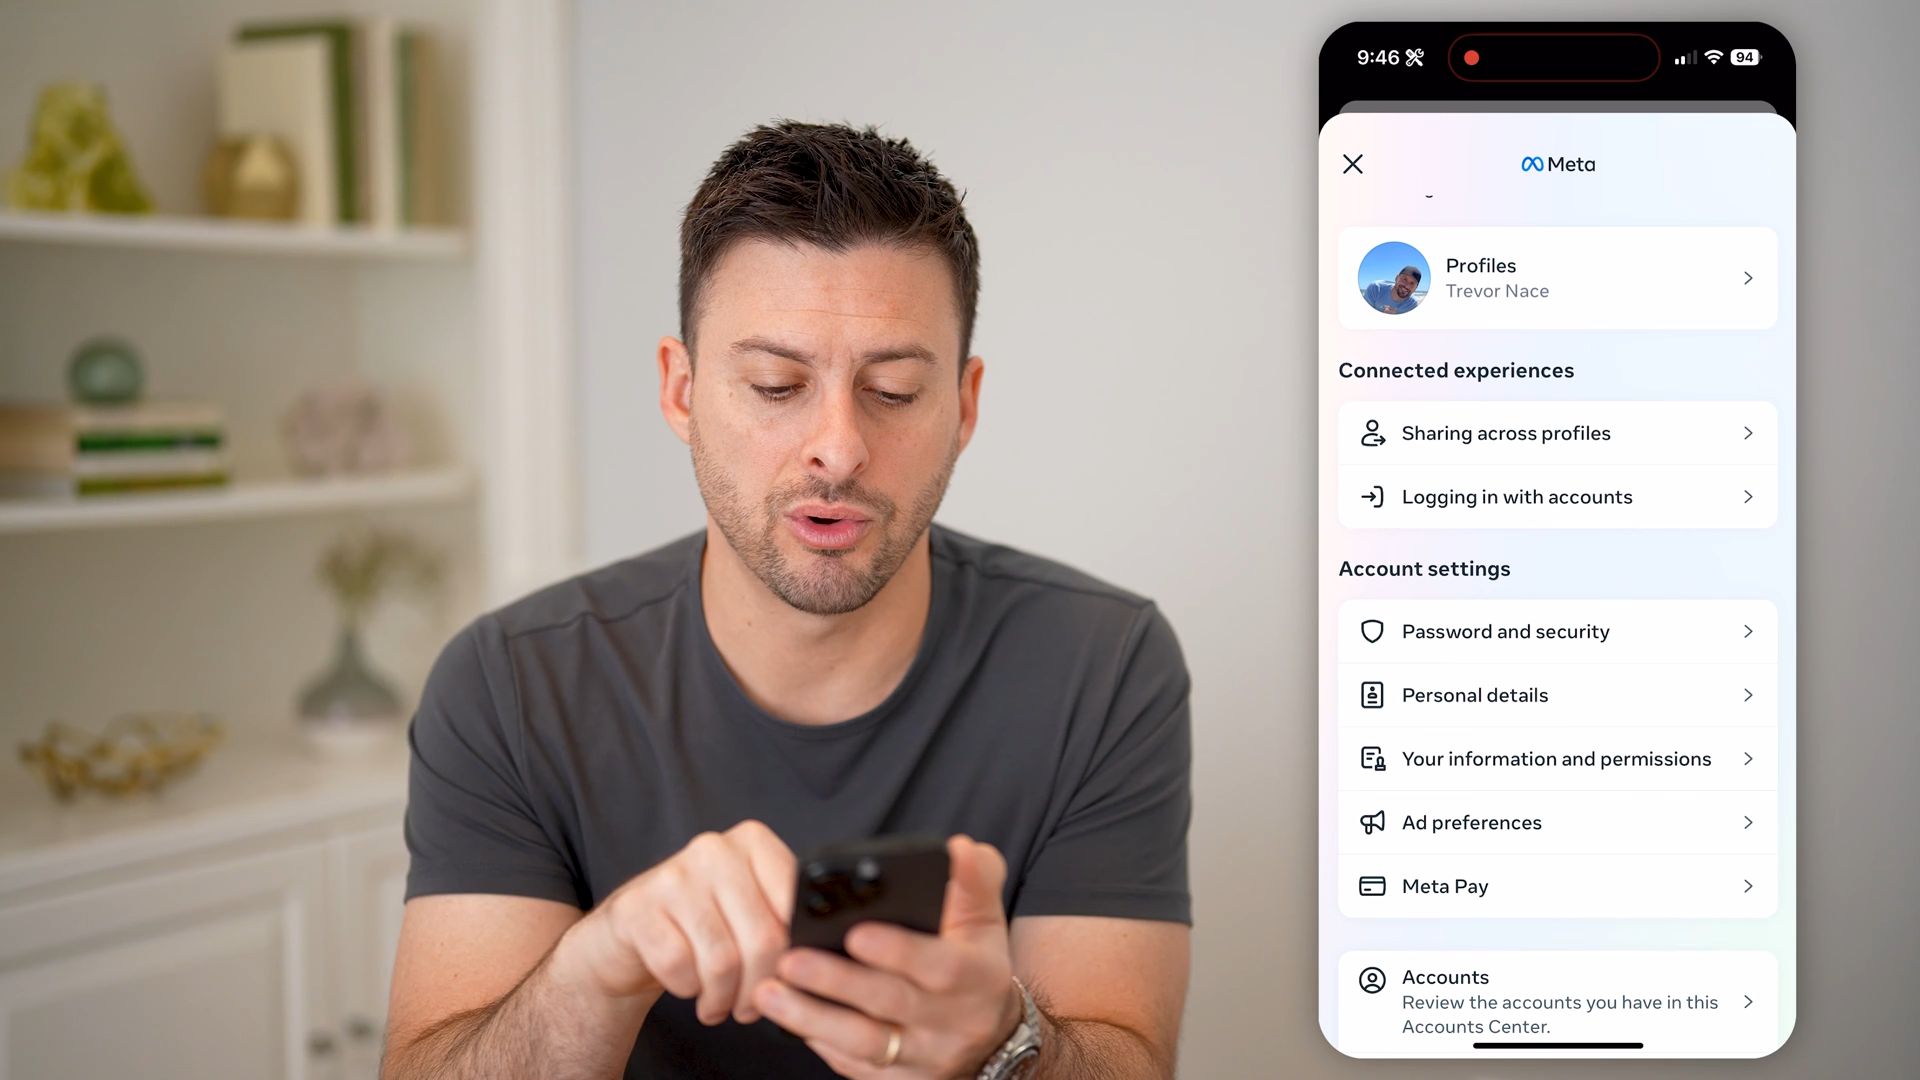 9:46
94
Meta
Profiles
Trevor Nace
Connected experiences
Sharing across profiles
Logging in with accounts
Account settings
Password and security
Personal details
Your information and permissions
Ad preferences
Meta Pay
Accounts
Review the accounts you have in this
Accounts Center.